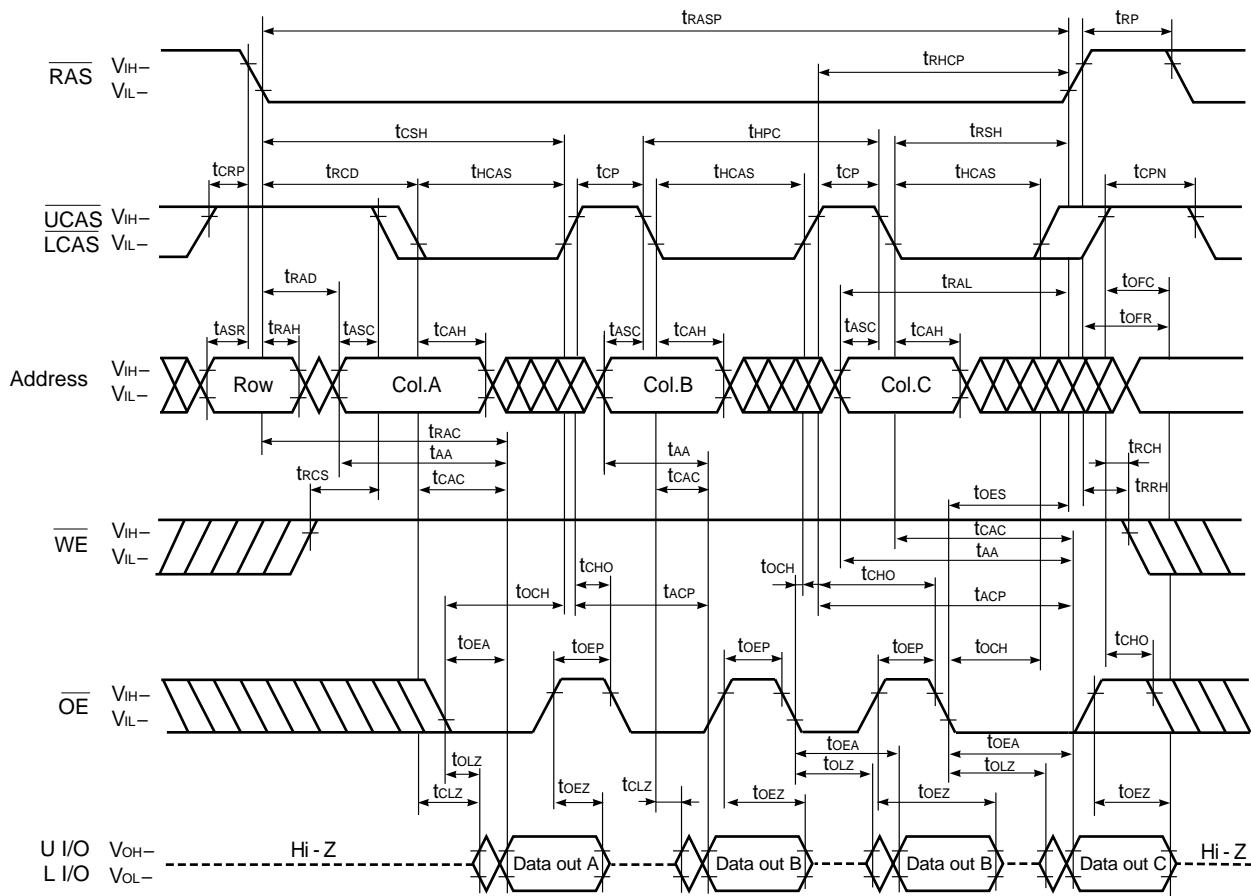 tRASP tRP
RAS VIH– VIL–
tRHCP
tCSH tHPC tRSH
tCRP tRCD tHCAS tCP tHCAS tCP tHCAS tCPN
UCAS LCAS VIH– VIL–
tRAD tRAL tOFC
tOFR
tASR tRAH tASC tCAH tASC tCAH tASC tCAH
Address VIH– VIL– Row Col.A Col.B Col.C
tRAC
tAA tAA tRCH
tRCS tCAC tCAC tOES tRRH
WE VIH– VIL–
tCAC
tAA
tCHO tOCH tCHO
tOCH tACP tACP
tOEA tOEP tOEP tOEP tOCH tCHO
OE VIH– VIL–
tOEA tOEA
tOLZ tOLZ tOLZ
tCLZ tOEZ tCLZ tOEZ tOEZ tOEZ
U I/O VOH–
L I/O VOL–
Hi - Z Data out A Data out B Data out B Data out C Hi - Z